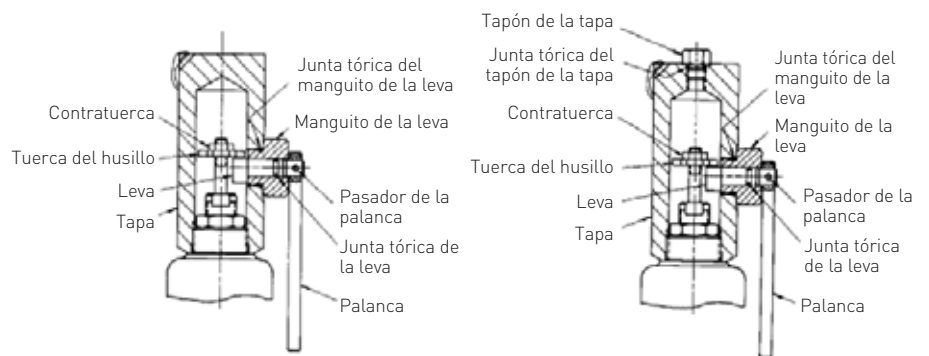 Junta tórica del
manguito de la leva
Contratuerca
Manguito de la leva
Tuerca del husillo
Leva
Pasador de la
palanca
Tapa
Junta tórica de
la leva
Palanca
Tapón de la tapa
Junta tórica del
tapón de la tapa
Junta tórica del
manguito de la
leva
Contratuerca
Manguito de la
leva
Tuerca del husillo
Leva
Pasador de la
palanca
Tapa
Junta tórica
de la leva
Palanca